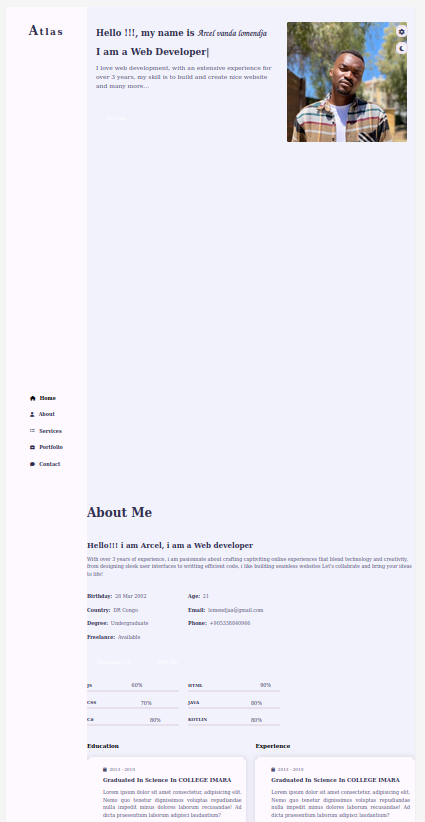 Atlas
Hello !!!, my name is Arcel vanda lomendja
I am a Web Developer|
I love web development, with an extensive experience for
over 3 years, my skill is to build and create nice website
and many more...
Home
About
Services
Portfolio
Contact
About Me
Hello!!! i am Arcel, i am a Web developer
With over 3 years of experience, i am passionate about crafting captiviting online experiences that blend technology and creativity,
from designing sleek user interfaces to writting efficient code, i like building seamless websites Let's collabrate and bring your ideas
to life!
Birthday: 28 Mar 2002 Age: 21
Country: DR Congo Email: lomendjaa@gmail.com
Degree: Undergraduate Phone: +905338840966
Freelance: Available
JS 60% HTML 90%
CSS 70% JAVA 80%
C# 80% KOTLIN 80%
Education Experience
2014 - 2019
Graduated In Science In COLLEGE IMARA
Lorem ipsum dolor sit amet consectetur, adipisicing elit.
Nemo quo tenetur dignissimos voluptas repudiandae
nulla impedit minus dolores laborum recusandae! Ad
dicta praesentium laborum adipisci laudantium?
2014 - 2019
Graduated In Science In COLLEGE IMARA
Lorem ipsum dolor sit amet consectetur, adipisicing elit.
Nemo quo tenetur dignissimos voluptas repudiandae
nulla impedit minus dolores laborum recusandae! Ad
dicta praesentium laborum adipisci laudantium?